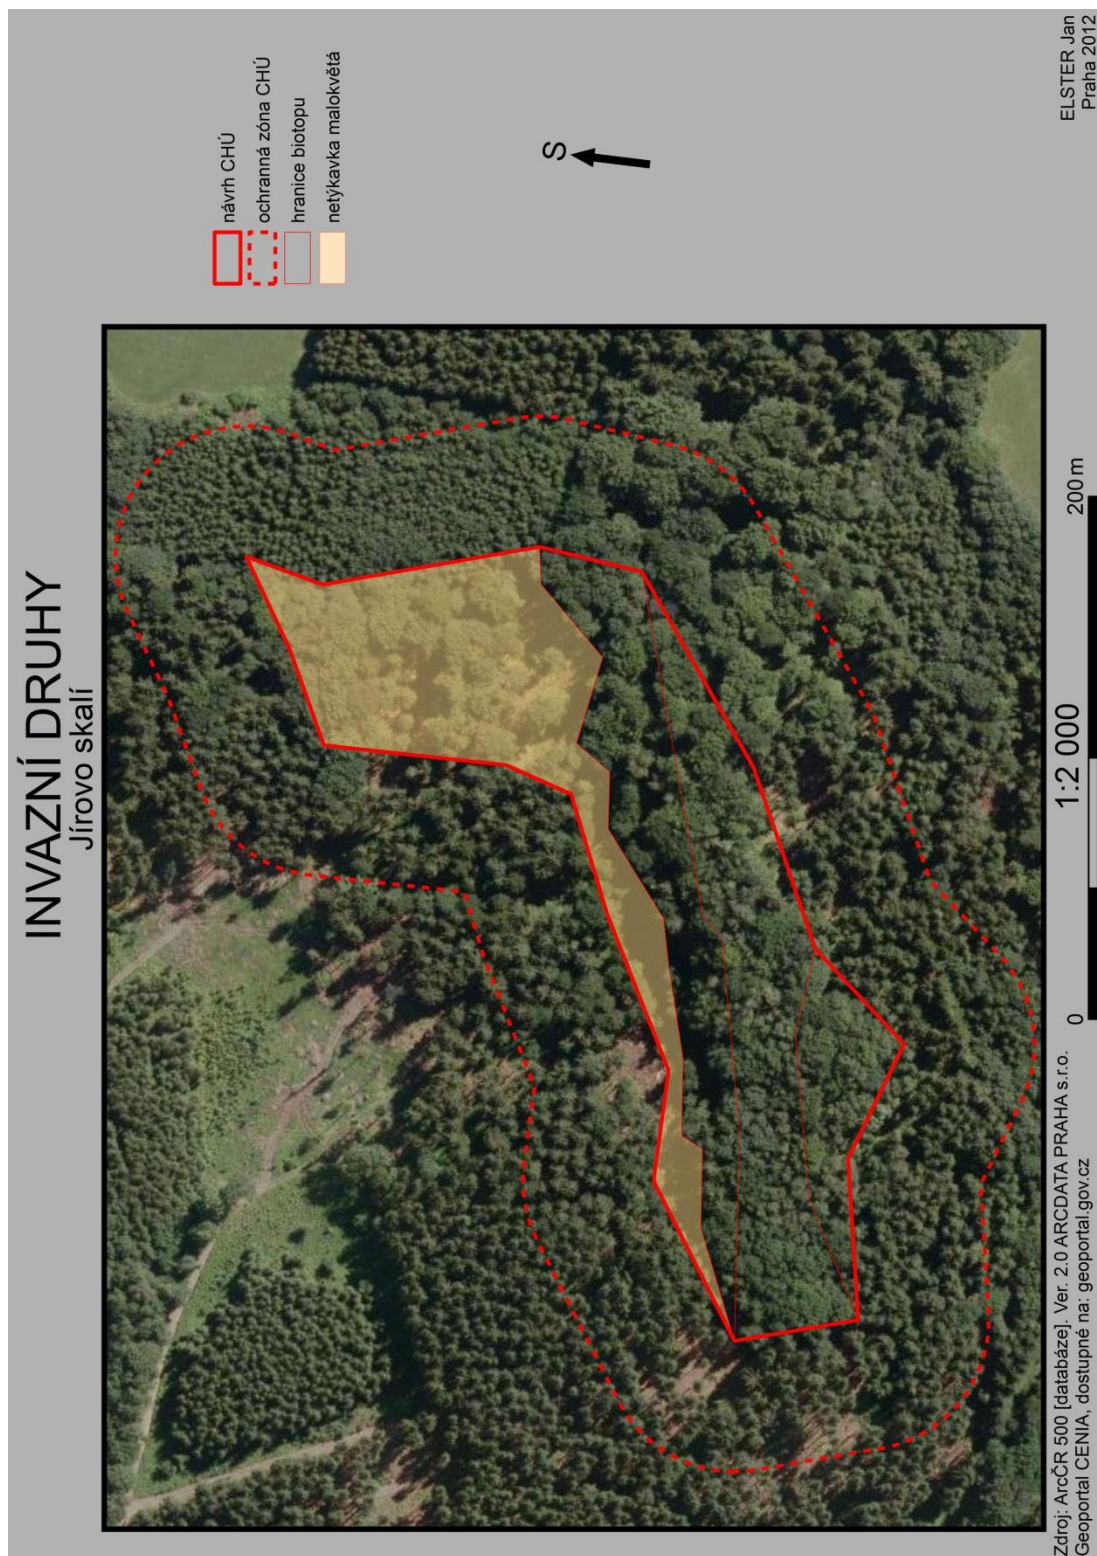 INVAZNÍ DRUHY
Jírovo skalí
návrh CHÚ
ochranná zóna CHÚ
hranice biotopu
netýkavka malokvětá
S
0
1:2 000
200 m
Zdroj: ArcČR 500 [databáze]. Ver. 2.0 ARCDATA PRAHA s.r.o.
Geoportal CENIA, dostupné na: geoportal.gov.cz
ELSTER Jan
Praha 2012